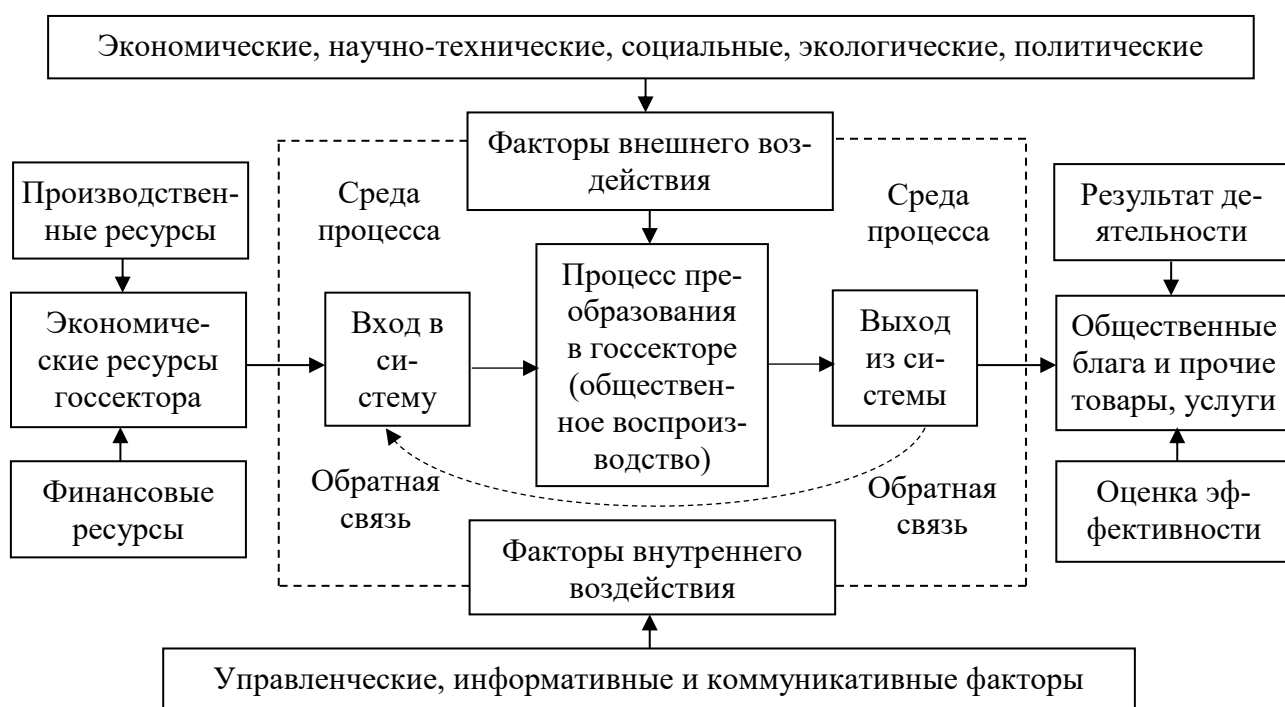 Экономические, научно-технические, социальные, экологические, политические
Факторы внешнего воз-
действия
Производствен-
ные ресурсы
Среда
процесса
Среда
процесса
Результат де-
ятельности
Экономиче-
ские ресурсы
госсектора
Вход в
си-
стему
Процесс пре-
образования
в госсекторе
(обществен-
ное воспроиз-
водство)
Выход
из си-
стемы
Общественные
блага и прочие
товары, услуги
Финансовые
ресурсы
Обратная
связь
Обратная
связь
Оценка эф-
фективности
Факторы внутреннего
воздействия
Управленческие, информативные и коммуникативные факторы